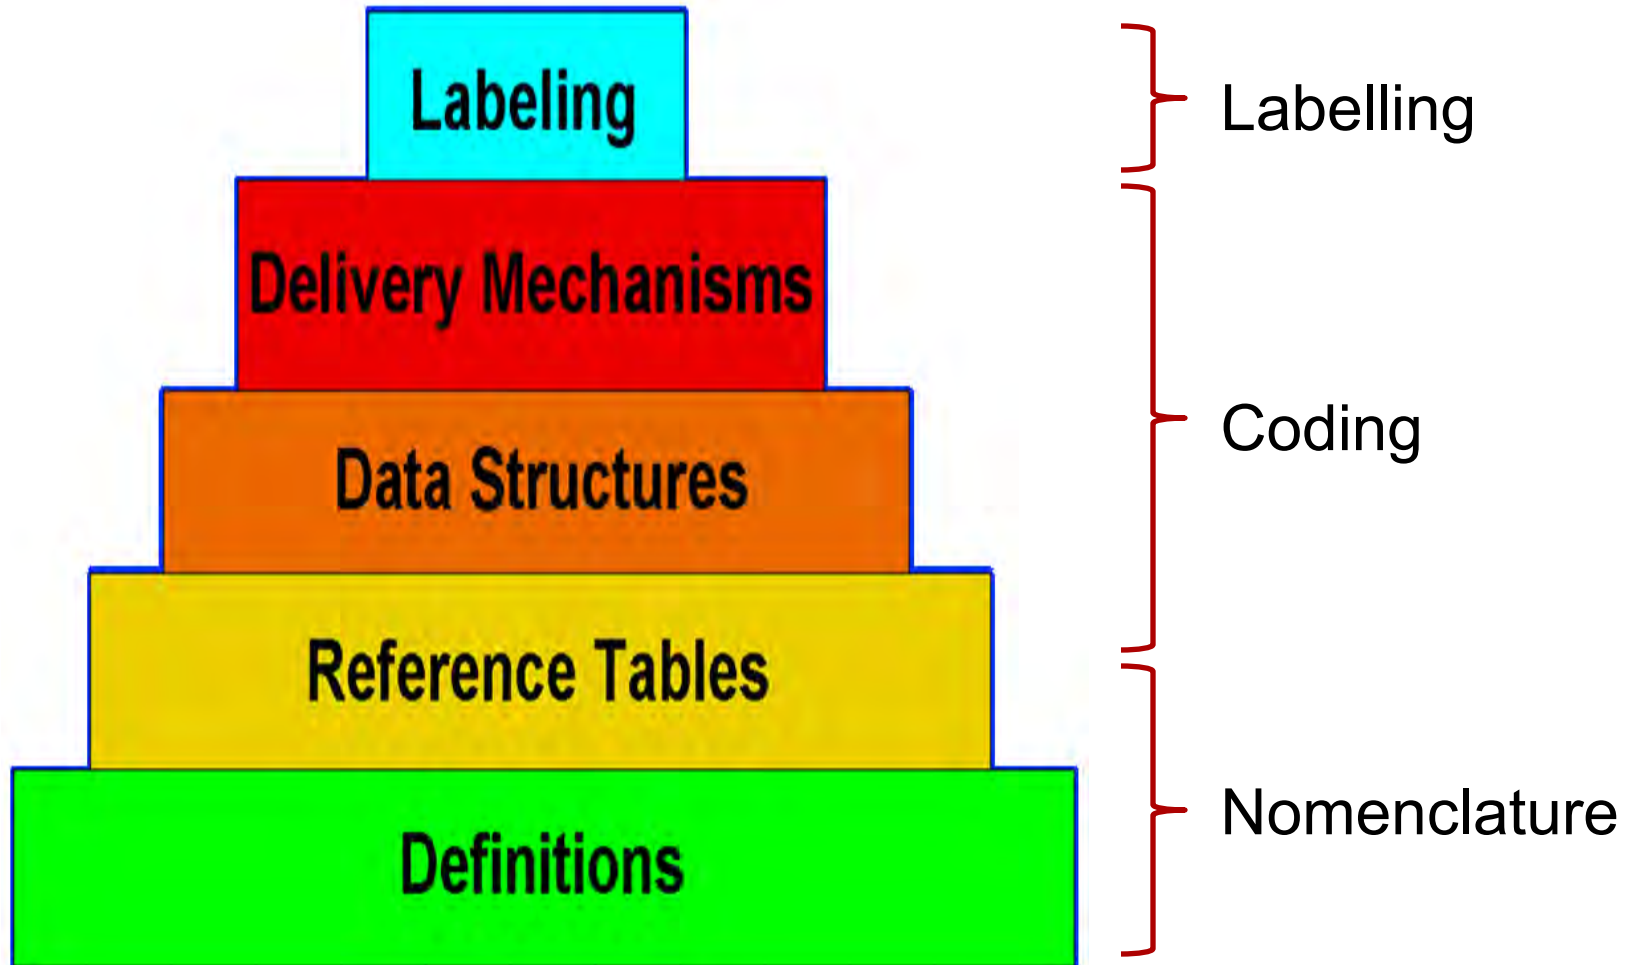 Labeling
Labelling
Delivery Mechanisms
Data Structures
Coding
Reference Tables
Definitions
Nomenclature